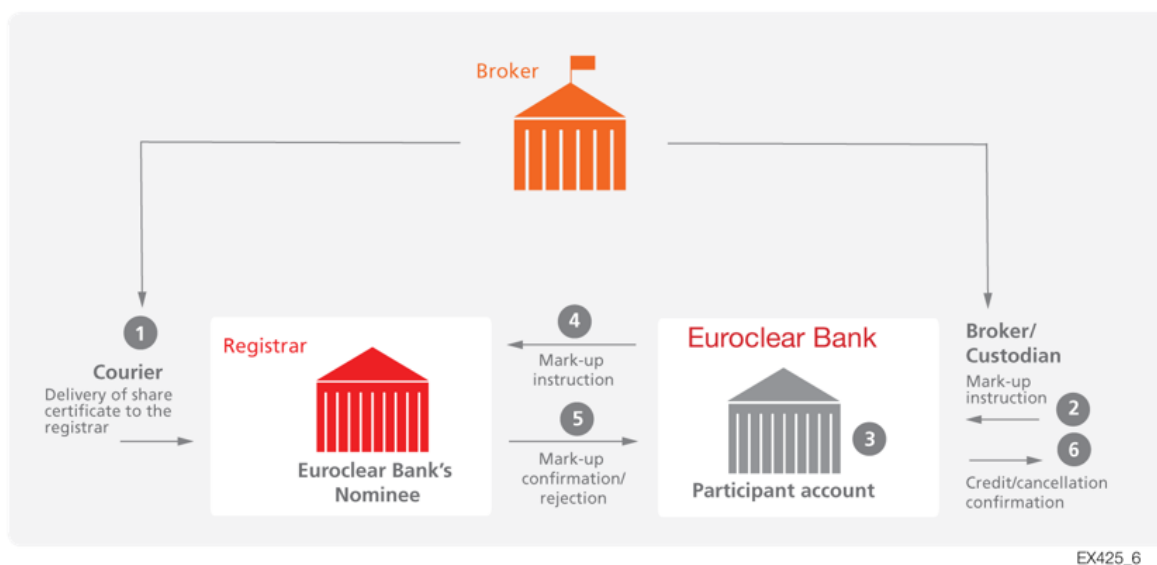 Broker
1
Courier
Delivery of share
certificate to the
registrar
Registrar
Euroclear Bank's
Nominee
4
Mark-up
instruction
5
Mark-up
confirmation/
rejection
Euroclear Bank
3
Participant account
Broker/
Custodian
Mark-up
instruction
2
6
Credit/cancellation
confirmation
EX425_6